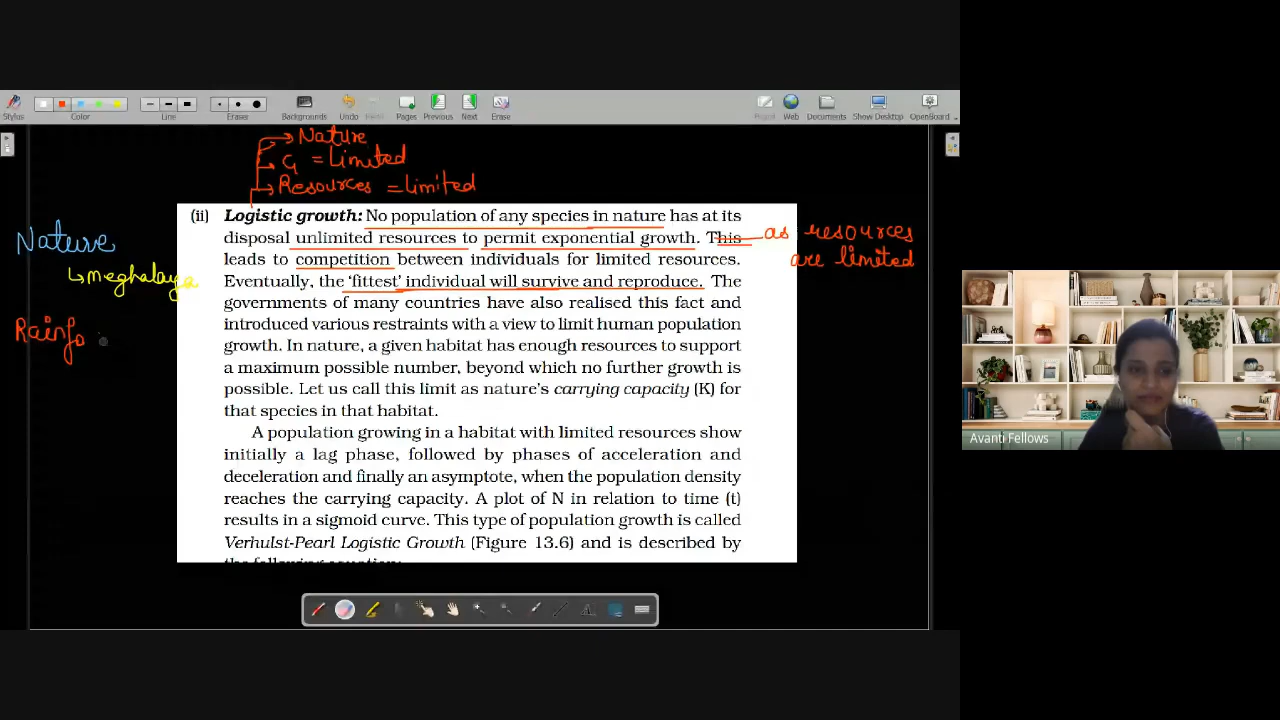 Stylus
Color
Line
Eraser
Backgrounds
Undo
Pages
Previous
Next
Erase
Web
Documents
Show Desktop
OpenBoard
Nature
G = Limited
Resources = Limited
Nature
meghalaya
Rainfo
(ii) Logistic growth: No population of any species in nature has at its
disposal unlimited resources to permit exponential growth. This
as resources
are limited
leads to competition between individuals for limited resources.
Eventually, the ‘fittest’ individual will survive and reproduce. The
governments of many countries have also realised this fact and
introduced various restraints with a view to limit human population
growth. In nature, a given habitat has enough resources to support
a maximum possible number, beyond which no further growth is
possible. Let us call this limit as nature’s carrying capacity (K) for
that species in that habitat.
A population growing in a habitat with limited resources show
initially a lag phase, followed by phases of acceleration and
deceleration and finally an asymptote, when the population density
reaches the carrying capacity. A plot of N in relation to time (t)
results in a sigmoid curve. This type of population growth is called
Verhulst-Pearl Logistic Growth (Figure 13.6) and is described by
the following equation:
Avanti Fellows